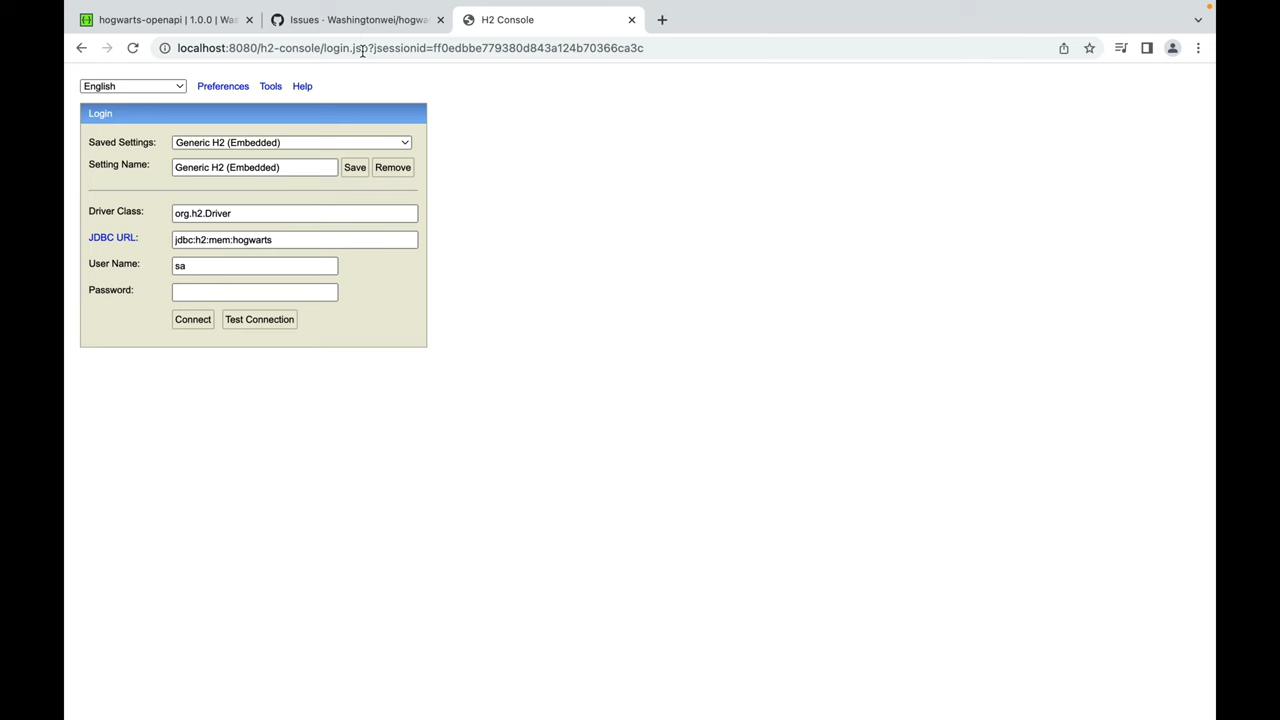 hogwarts-openapi | 1.0.0 | Was
Issues · Washingtonwei/hogwa
H2 Console
localhost:8080/h2-console/login.jsp?jsessionid=ff0edbbe779380d843a124b70366ca3c
English Preferences Tools Help
Login
Saved Settings: Generic H2 (Embedded)
Setting Name: Generic H2 (Embedded) Save Remove
Driver Class: org.h2.Driver
JDBC URL: jdbc:h2:mem:hogwarts
User Name: sa
Password:
Connect Test Connection